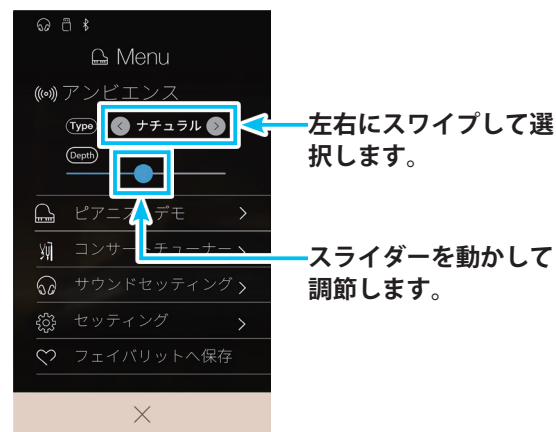 Menu
アンビエンス
Type
ナチュラル
左右にスワイプして選
択します。
Depth
ピアニストデモ
コンサートチューナー
スライダーを動かして
調節します。
サウンドセッティング
セッティング
フェイバリットへ保存